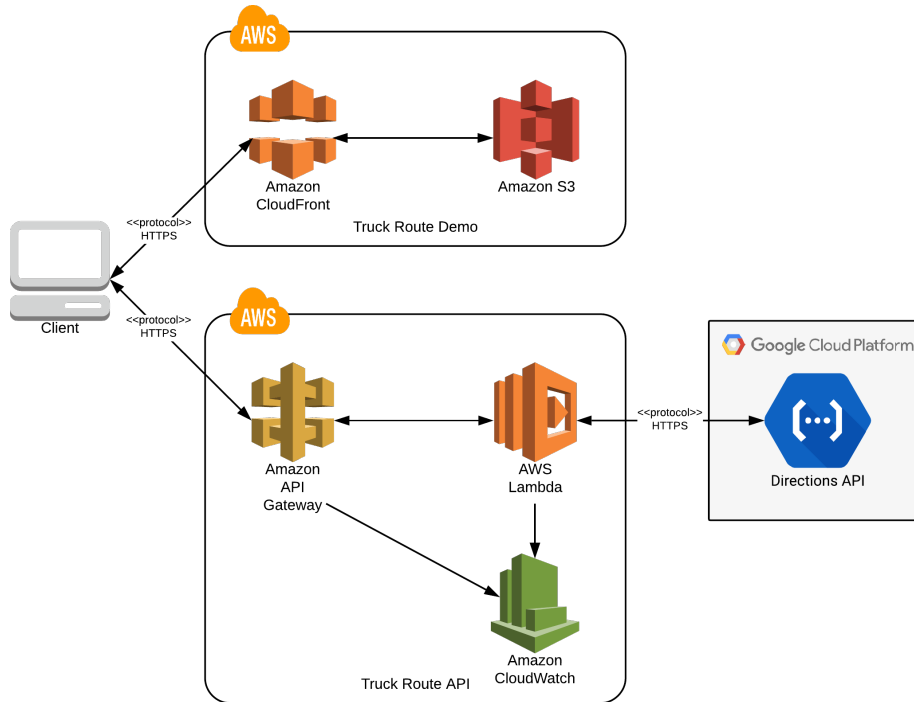 AWS
Amazon
CloudFront
Amazon S3
Truck Route Demo
<<protocol>>
HTTPS
Client
<<protocol>>
HTTPS
AWS
Amazon
API
Gateway
AWS
Lambda
<<protocol>>
HTTPS
Google Cloud Platform
Directions API
Amazon
CloudWatch
Truck Route API